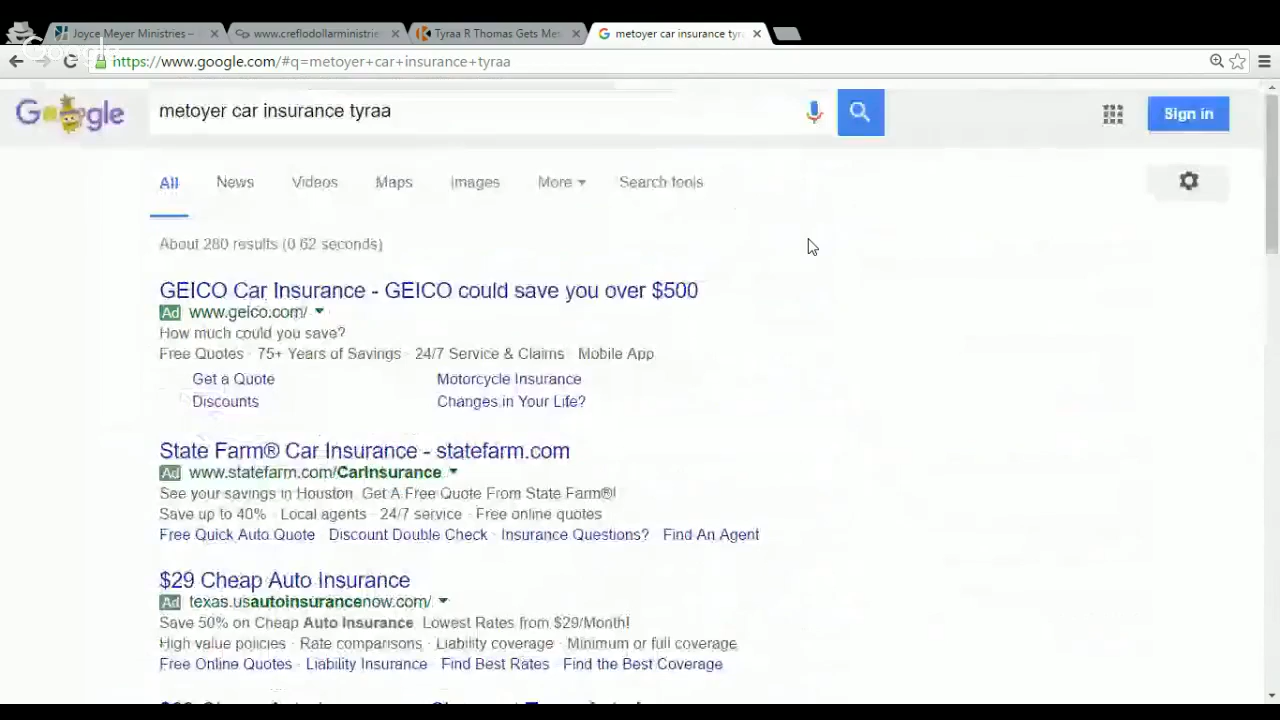 Joyce Meyer Ministries –
www.creflodollarministrie
Tyraa R Thomas Gets Me
metoyer car insurance tyr
https://www.google.com/#q=metoyer+car+insurance+tyraa
Google
metoyer car insurance tyraa
Sign in
All News Videos Maps Images More Search tools
About 280 results (0.62 seconds)
GEICO Car Insurance - GEICO could save you over $500
Ad www.geico.com/
How much could you save?
Free Quotes · 75+ Years of Savings · 24/7 Service & Claims · Mobile App
Get a Quote Motorcycle Insurance
Discounts Changes in Your Life?
State Farm® Car Insurance - statefarm.com
Ad www.statefarm.com/CarInsurance
See your savings in Houston. Get A Free Quote From State Farm®!
Save up to 40% · Local agents · 24/7 service · Free online quotes
Free Quick Auto Quote · Discount Double Check · Insurance Questions? · Find An Agent
$29 Cheap Auto Insurance
Ad texas.usautoinsurancenow.com/
Save 50% on Cheap Auto Insurance. Lowest Rates from $29/Month!
High value policies · Rate comparisons · Liability coverage · Minimum or full coverage
Free Online Quotes · Liability Insurance · Find Best Rates · Find the Best Coverage